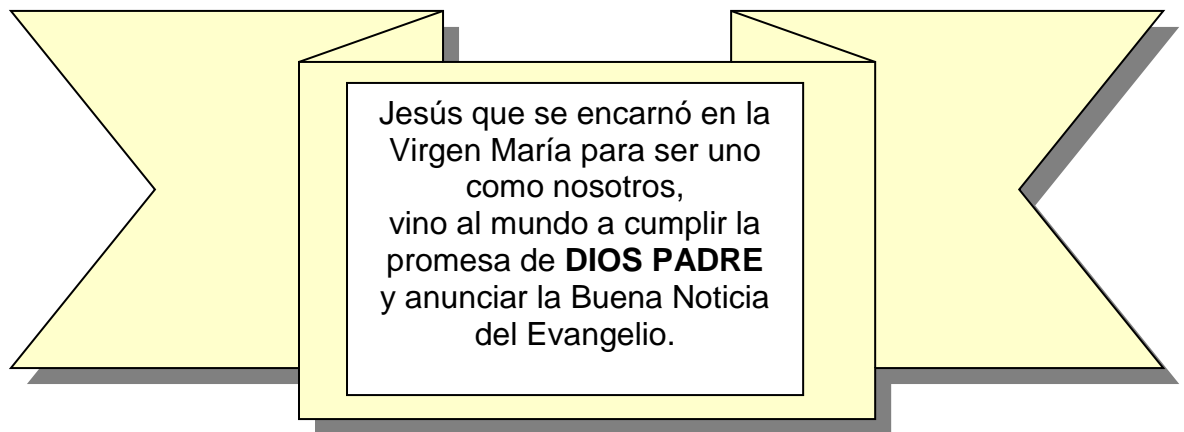 Jesús que se encarnó en la
Virgen María para ser uno
como nosotros,
vino al mundo a cumplir la
promesa de DIOS PADRE
y anunciar la Buena Noticia
del Evangelio.